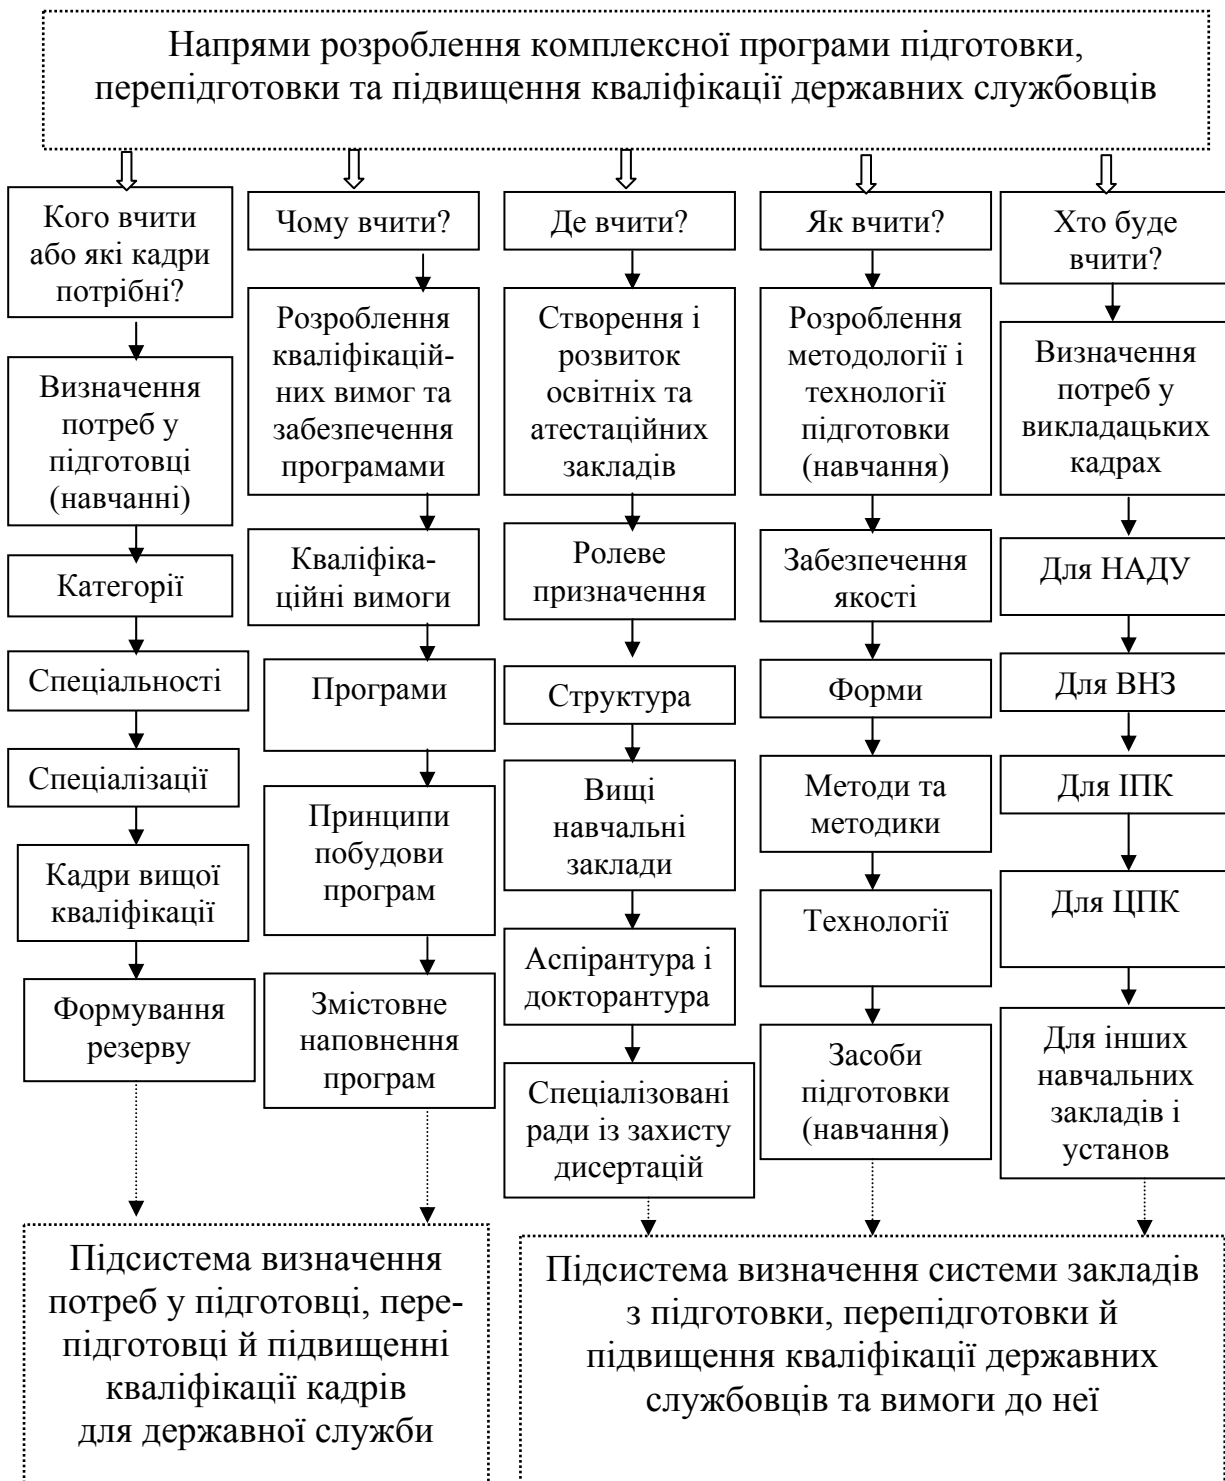 Напрями розроблення комплексної програми підготовки,
перепідготовки та підвищення кваліфікації державних службовців
Кого вчити
або які кадри
потрібні?
Визначення
потреб у
підготовці
(навчанні)
Категорії
Спеціальності
Спеціалізації
Кадри вищої
кваліфікації
Формування
резерву
Чому вчити?
Розроблення
кваліфікацій-
них вимог та
забезпечення
програмами
Кваліфіка-
ційні вимоги
Програми
Принципи
побудови
програм
Змістовне
наповнення
програм
Де вчити?
Створення і
розвиток
освітніх та
атестаційних
закладів
Ролеве
призначення
Структура
Вищі
навчальні
заклади
Аспірантура і
докторантура
Спеціалізовані
ради із захисту
дисертацій
Як вчити?
Розроблення
методології і
технології
підготовки
(навчання)
Забезпечення
якості
Форми
Методи та
методики
Технології
Засоби
підготовки
(навчання)
Хто буде
вчити?
Визначення
потреб у
викладацьких
кадрах
Для НАДУ
Для ВНЗ
Для ІПК
Для ЦПК
Для інших
навчальних
закладів і
установ
Підсистема визначення
потреб у підготовці, пере-
підготовці й підвищенні
кваліфікації кадрів
для державної служби
Підсистема визначення системи закладів
з підготовки, перепідготовки й
підвищення кваліфікації державних
службовців та вимоги до неї